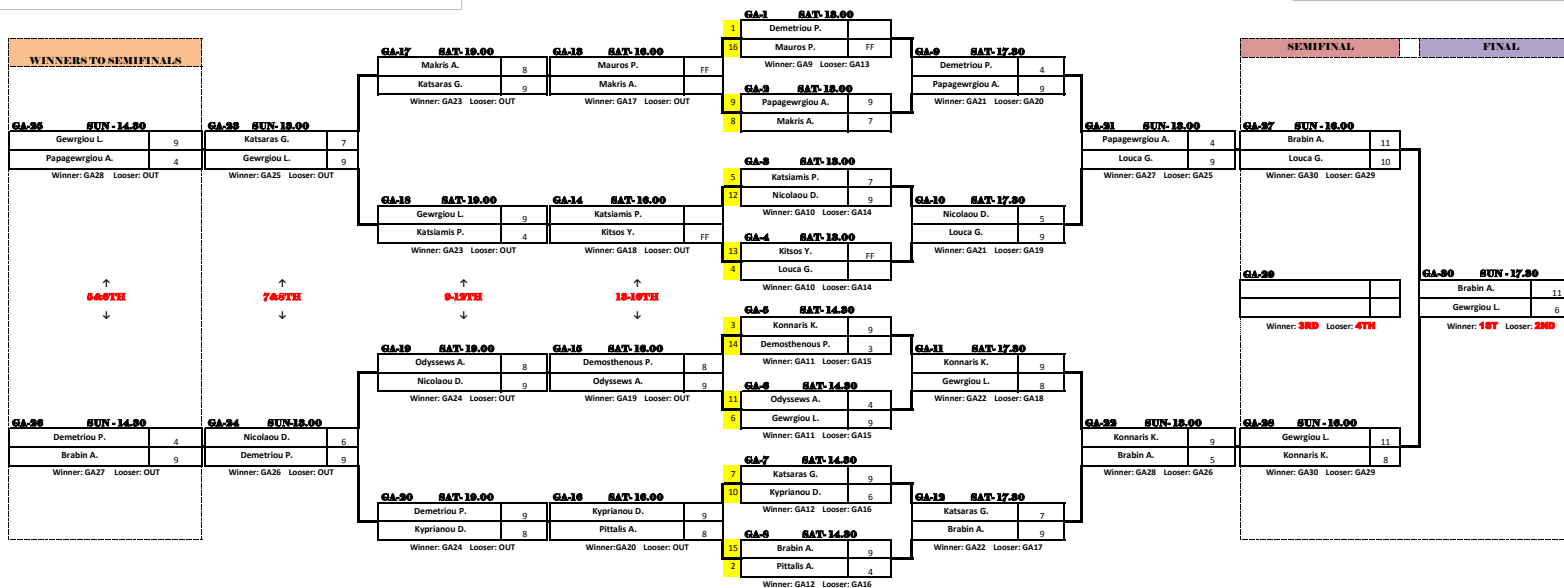 WINNERS TO SEMIFINALS
GA-25 SUN - 14.30
Gewrgiou L. 9
Papagewrgiou A. 4
Winner: GA28 Looser: OUT
5&6TH
GA-26 SUN - 14.30
Demetriou P. 4
Brabin A. 9
Winner: GA27 Looser: OUT
GA-23 SUN- 13.00
Katsaras G. 7
Gewrgiou L. 9
Winner: GA25 Looser: OUT
7&8TH
GA-24 SUN-13.00
Nicolaou D. 6
Demetriou P. 9
Winner: GA26 Looser: OUT
GA-17 SAT- 19.00
Makris A. 8
Katsaras G. 9
Winner: GA23 Looser: OUT
GA-18 SAT- 19.00
Gewrgiou L. 9
Katsiamis P. 4
Winner: GA23 Looser: OUT
9-12TH
GA-19 SAT- 19.00
Odyssews A. 8
Nicolaou D. 9
Winner: GA24 Looser: OUT
GA-20 SAT- 19.00
Demetriou P. 9
Kyprianou D. 8
Winner: GA24 Looser: OUT
GA-13 SAT- 16.00
Mauros P. FF
Makris A.
Winner: GA17 Looser: OUT
GA-14 SAT- 16.00
Katsiamis P.
Kitsos Y. FF
Winner: GA18 Looser: OUT
13-16TH
GA-15 SAT- 16.00
Demosthenous P. 8
Odyssews A. 9
Winner: GA19 Looser: OUT
GA-16 SAT- 16.00
Kyprianou D. 9
Pittalis A. 8
Winner:GA20 Looser: OUT
GA-1 SAT- 13.00
1 Demetriou P.
16 Mauros P. FF
Winner: GA9 Looser: GA13
GA-2 SAT- 13.00
9 Papagewrgiou A. 9
8 Makris A. 7
GA-3 SAT- 13.00
5 Katsiamis P. 7
12 Nicolaou D. 9
Winner: GA10 Looser: GA14
GA-4 SAT- 13.00
13 Kitsos Y. FF
4 Louca G.
Winner: GA10 Looser: GA14
GA-5 SAT- 14.30
3 Konnaris K. 9
14 Demosthenous P. 3
Winner: GA11 Looser: GA15
GA-6 SAT- 14.30
11 Odyssews A. 4
6 Gewrgiou L. 9
Winner: GA11 Looser: GA15
GA-7 SAT- 14.30
7 Katsaras G. 9
10 Kyprianou D. 6
Winner: GA12 Looser: GA16
GA-8 SAT- 14.30
15 Brabin A. 9
2 Pittalis A. 4
Winner: GA12 Looser: GA16
GA-9 SAT- 17.30
Demetriou P. 4
Papagewrgiou A. 9
Winner: GA21 Looser: GA20
GA-10 SAT- 17.30
Nicolaou D. 5
Louca G. 9
Winner: GA21 Looser: GA19
GA-11 SAT- 17.30
Konnaris K. 9
Gewrgiou L. 8
Winner: GA22 Looser: GA18
GA-12 SAT- 17.30
Katsaras G. 7
Brabin A. 9
Winner: GA22 Looser: GA17
GA-21 SUN- 13.00
Papagewrgiou A. 4
Louca G. 9
Winner: GA27 Looser: GA25
GA-22 SUN- 13.00
Konnaris K. 9
Brabin A. 5
Winner: GA28 Looser: GA26
SEMIFINAL
GA-27 SUN - 16.00
Brabin A. 11
Louca G. 10
Winner: GA30 Looser: GA29
GA-29
Winner: 3RD Looser: 4TH
GA-28 SUN - 16.00
Gewrgiou L. 11
Konnaris K. 8
Winner: GA30 Looser: GA29
FINAL
GA-30 SUN - 17.30
Brabin A. 11
Gewrgiou L. 6
Winner: 1ST Looser: 2ND